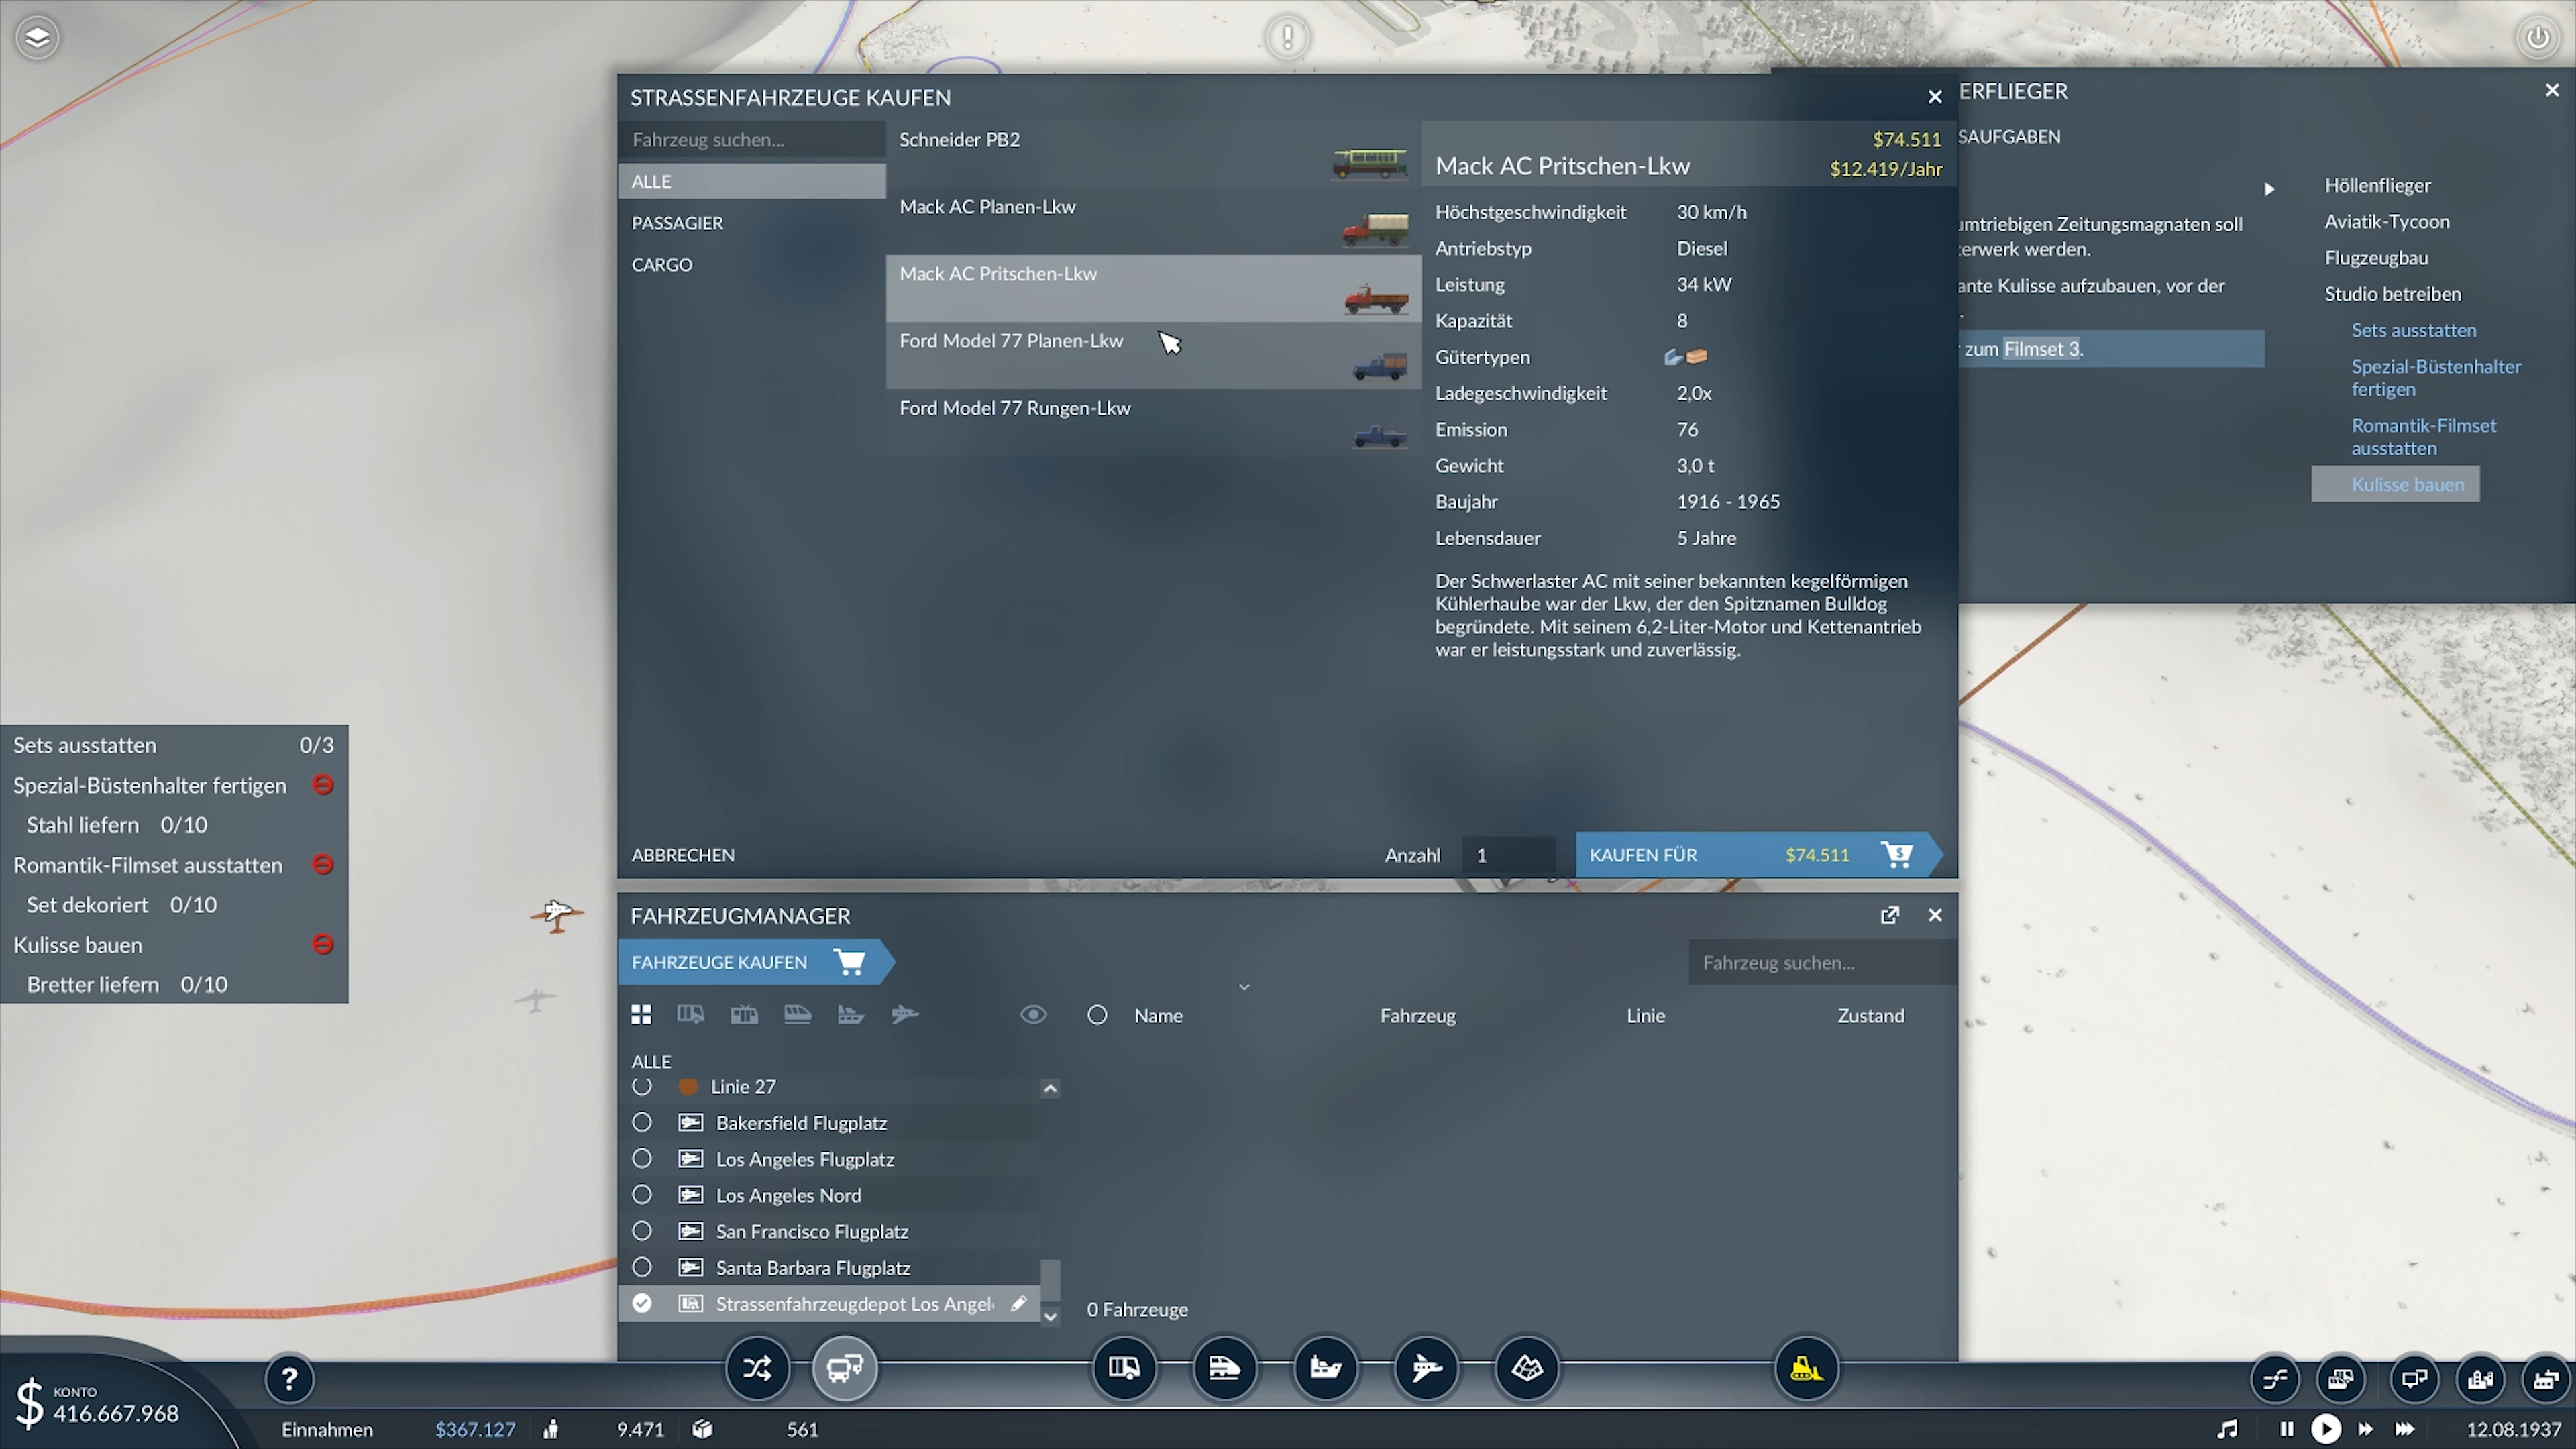 STRASSENFAHRZEUGE KAUFEN
Fahrzeug suchen...
ALLE
PASSAGIER
CARGO
Schneider PB2
Mack AC Planen-Lkw
Mack AC Pritschen-Lkw
Ford Model 77 Planen-Lkw
Ford Model 77 Rungen-Lkw
$74.511
Mack AC Pritschen-Lkw
$12.419/Jahr
Höchstgeschwindigkeit 30 km/h
Antriebstyp Diesel
Leistung 34 kW
Kapazität 8
Gütertypen
Ladegeschwindigkeit 2,0x
Emission 76
Gewicht 3,0 t
Baujahr 1916 - 1965
Lebensdauer 5 Jahre
Der Schwerlaster AC mit seiner bekannten kegelförmigen
Kühlerhaube war der Lkw, der den Spitznamen Bulldog
begründete. Mit seinem 6,2-Liter-Motor und Kettenantrieb
war er leistungsstark und zuverlässig.
ABBRECHEN
Anzahl 1
KAUFEN FÜR $74.511
ERFLIEGER
SAUFGABEN
umtriebigen Zeitungsmagnaten soll
terwerk werden.
ante Kulisse aufzubauen, vor der
.
zum Filmset 3.
Höllenflieger
Aviatik-Tycoon
Flugzeugbau
Studio betreiben
Sets ausstatten
Spezial-Büstenhalter
fertigen
Romantik-Filmset
ausstatten
Kulisse bauen
Sets ausstatten 0/3
Spezial-Büstenhalter fertigen
Stahl liefern 0/10
Romantik-Filmset ausstatten
Set dekoriert 0/10
Kulisse bauen
Bretter liefern 0/10
FAHRZEUGMANAGER
FAHRZEUGE KAUFEN
Fahrzeug suchen...
Name Fahrzeug Linie Zustand
ALLE
Linie 27
Bakersfield Flugplatz
Los Angeles Flugplatz
Los Angeles Nord
San Francisco Flugplatz
Santa Barbara Flugplatz
Strassenfahrzeugdepot Los Angel
0 Fahrzeuge
KONTO
$ 416.667.968
?
Einnahmen $367.127 9.471 561
12.08.1937